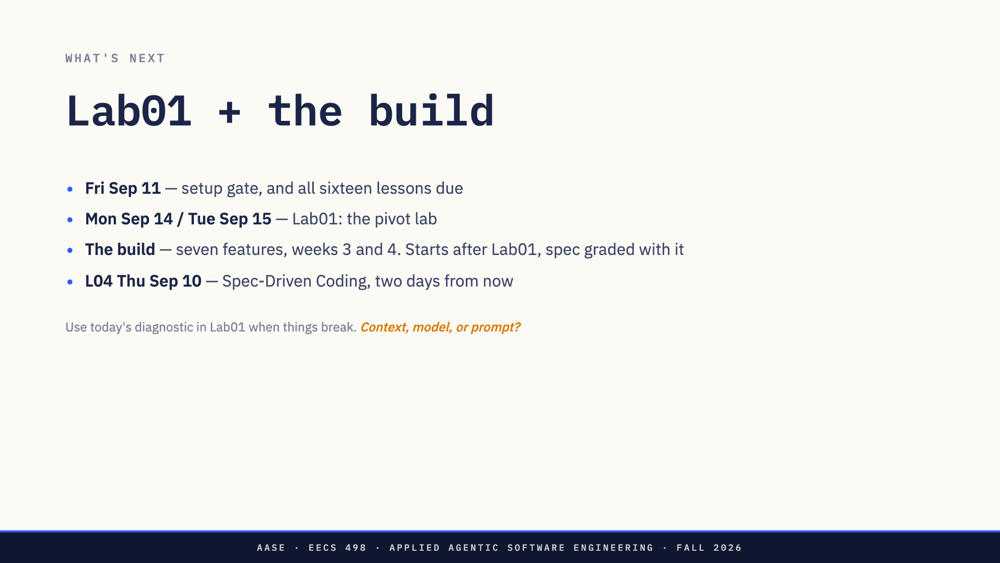 WHAT'S NEXT
Lab01 + the build
• Fri Sep 11 — setup gate, and all sixteen lessons due
• Mon Sep 14 / Tue Sep 15 — Lab01: the pivot lab
• The build — seven features, weeks 3 and 4. Starts after Lab01, spec graded with it
• L04 Thu Sep 10 — Spec-Driven Coding, two days from now
Use today's diagnostic in Lab01 when things break. Context, model, or prompt?
AASE · EECS 498 · APPLIED AGENTIC SOFTWARE ENGINEERING · FALL 2026